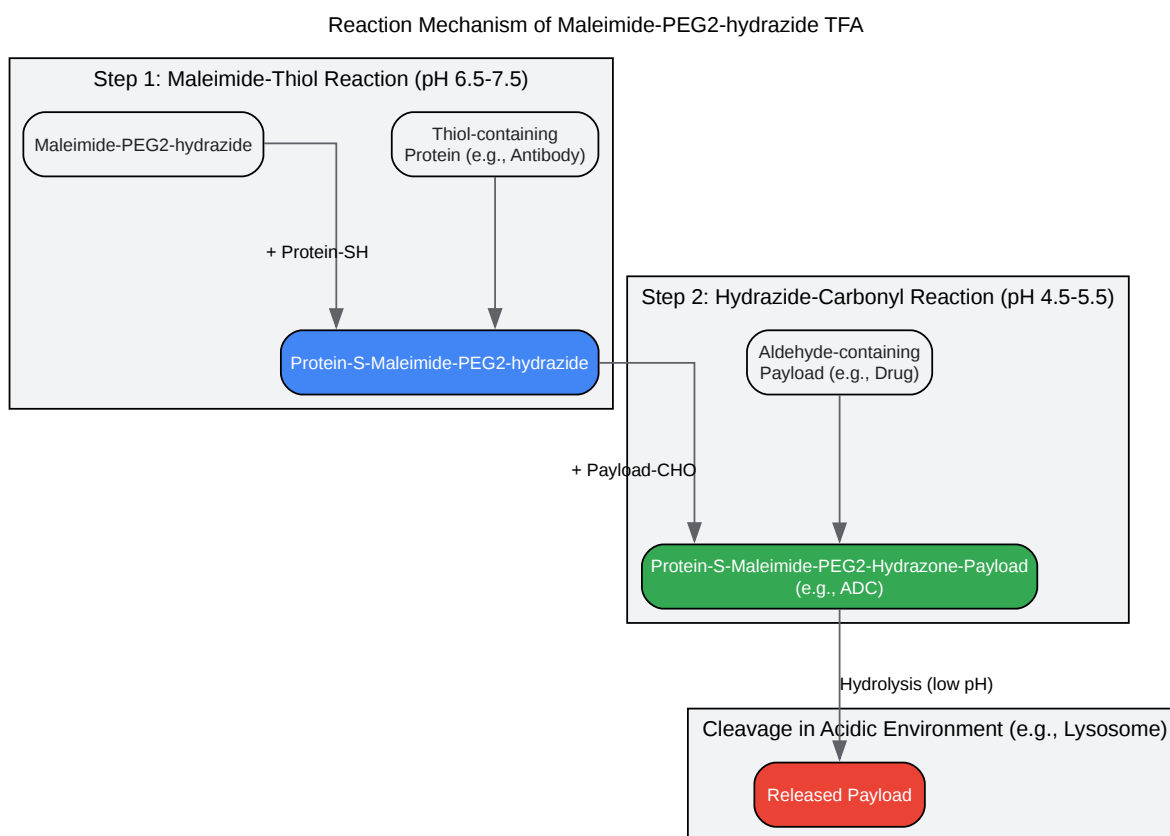 Reaction Mechanism of Maleimide-PEG2-hydrazide TFA
Step 1: Maleimide-Thiol Reaction (pH 6.5-7.5)
Maleimide-PEG2-hydrazide
Thiol-containing
Protein (e.g., Antibody)
+ Protein-SH
Protein-S-Maleimide-PEG2-hydrazide
Step 2: Hydrazide-Carbonyl Reaction (pH 4.5-5.5)
Aldehyde-containing
Payload (e.g., Drug)
+ Payload-CHO
Protein-S-Maleimide-PEG2-Hydrazone-Payload
(e.g., ADC)
Hydrolysis (low pH)
Cleavage in Acidic Environment (e.g., Lysosome)
Released Payload